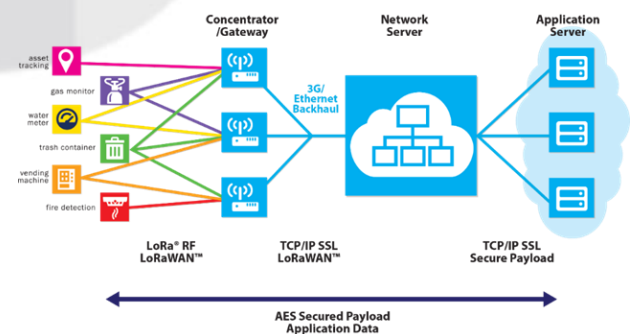 Concentrator
/Gateway
Network
Server
Application
Server
asset
tracking
gas monitor
water
meter
trash container
vending
machine
fire detection
3G/
Ethernet
Backhaul
LoRa® RF
LoRaWAN™
TCP/IP SSL
LoRaWAN™
TCP/IP SSL
Secure Payload
AES Secured Payload
Application Data